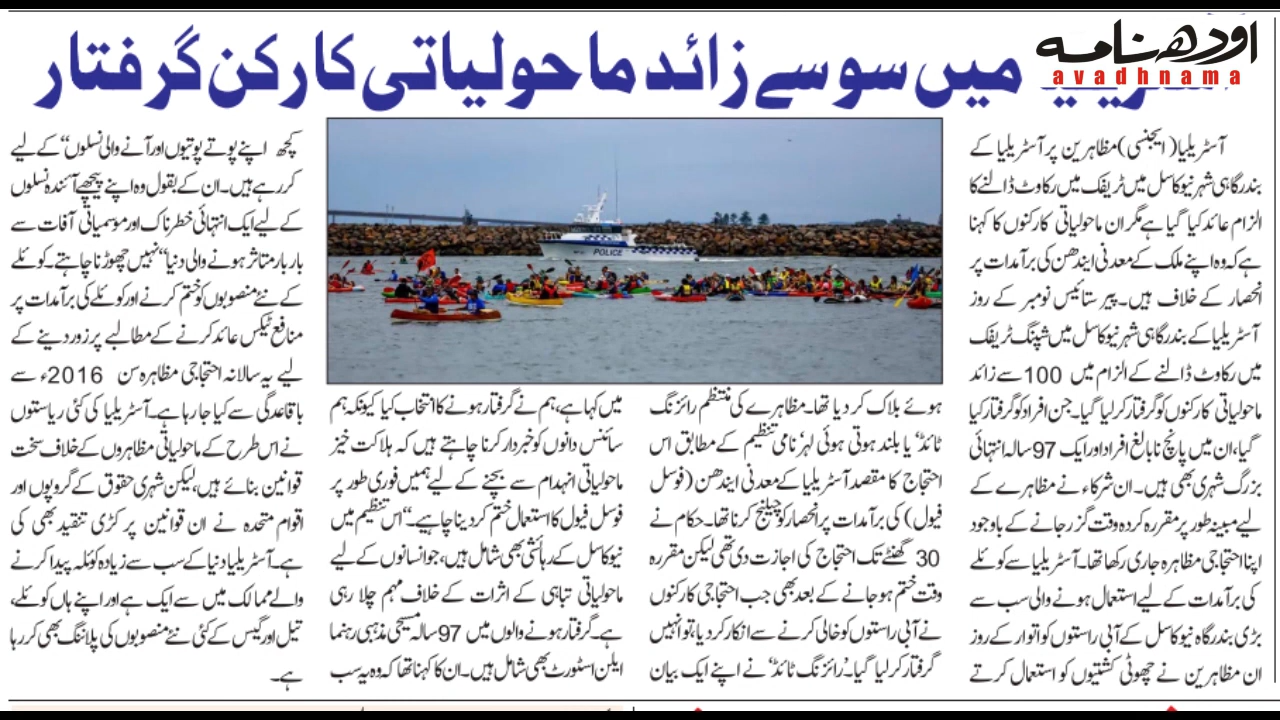 اودھنامہ
avadhnama
میں سو سے زائد ماحولیاتی کارکن گرفتار
آسٹریلیا (ایجنسی) مظاہرین پر آسٹریلیا کے
بندرگاہی شہر نیوکاسل میں ٹریفک میں رکاوٹ ڈالنے کا
الزام عائد کیا گیا ہے مگر ان ماحولیاتی کارکنوں کا کہنا
ہے کہ وہ اپنے ملک کے معدنی ایندھن کی برآمدات پر
انحصار کے خلاف ہیں۔ پیر ستائیس نومبر کے روز
آسٹریلیا کے بندرگاہی شہر نیوکاسل میں شپنگ ٹریفک
میں رکاوٹ ڈالنے کے الزام میں 100 سے زائد
ماحولیاتی کارکنوں کو گرفتار کر لیا گیا۔ جن افراد کو گرفتار کیا
گیا، ان میں پانچ نابالغ افراد اور ایک 97 سالہ انتہائی
بزرگ شہری بھی ہیں۔ ان شرکاء نے مظاہرے کے
لیے مبینہ طور پر مقرر کردہ وقت گزر جانے کے باوجود
اپنا احتجاجی مظاہرہ جاری رکھا تھا۔ آسٹریلیا سے کوئلے
کی برآمدات کے لیے استعمال ہونے والی سب سے
بڑی بندرگاہ نیوکاسل کے آبی راستوں کو اتوار کے روز
ان مظاہرین نے چھوٹی کشتیوں کو استعمال کرتے
POLICE
ہوئے بلاک کر دیا تھا۔ مظاہرے کی منتظم رائزنگ
ٹائڈ' یا بلند ہوتی ہوئی لہر' نامی تنظیم کے مطابق اس
احتجاج کا مقصد آسٹریلیا کے معدنی ایندھن (فوسل
فیول) کی برآمدات پر انحصار کو چیلنج کرنا تھا۔ حکام نے
30 گھنٹے تک احتجاج کی اجازت دی تھی لیکن مقررہ
وقت ختم ہو جانے کے بعد بھی جب احتجاجی کارکنوں
نے آبی راستوں کو خالی کرنے سے انکار کر دیا، تو انہیں
گرفتار کر لیا گیا۔ 'رائزنگ ٹائڈ' نے اپنے ایک بیان
میں کہا ہے، ہم نے گرفتار ہونے کا انتخاب کیا کیونکہ ہم
سائنس دانوں کو خبردار کرنا چاہتے ہیں کہ ہلاکت خیز
ماحولیاتی انہدام سے بچنے کے لیے ہمیں فوری طور پر
فوسل فیول کا استعمال ختم کر دینا چاہیے۔“ اس تنظیم میں
نیوکاسل کے رہائشی بھی شامل ہیں، جو انسانوں کے لیے
ماحولیاتی تباہی کے اثرات کے خلاف مہم چلا رہی
ہے۔ گرفتار ہونے والوں میں 97 سالہ مسیحی مذہبی رہنما
ایلن اسٹورٹ بھی شامل ہیں۔ ان کا کہنا تھا کہ وہ یہ سب
کچھ اپنے پوتے پوتیوں اور آنے والی نسلوں“ کے لیے
کر رہے ہیں۔ ان کے بقول وہ اپنے پیچھے آئندہ نسلوں
کے لیے ایک انتہائی خطرناک اور موسمیاتی آفات سے
بار بار متاثر ہونے والی دنیا“ نہیں چھوڑنا چاہتے۔ کوئلے
کے نئے منصوبوں کو ختم کرنے اور کوئلے کی برآمدات پر
منافع ٹیکس عائد کرنے کے مطالبے پر زور دینے کے
لیے یہ سالانہ احتجاجی مظاہرہ سن 2016ء سے
باقاعدگی سے کیا جا رہا ہے۔ آسٹریلیا کی کئی ریاستوں
نے اس طرح کے ماحولیاتی مظاہروں کے خلاف سخت
قوانین بنائے ہیں، لیکن شہری حقوق کے گروپوں اور
اقوام متحدہ نے ان قوانین پر کڑی تنقید بھی کی
ہے۔ آسٹریلیا دنیا کے سب سے زیادہ کوئلہ پیدا کرنے
والے ممالک میں سے ایک ہے اور اپنے ہاں کوئلے،
تیل اور گیس کے کئی نئے منصوبوں کی پلاننگ بھی کر رہا
ہے۔